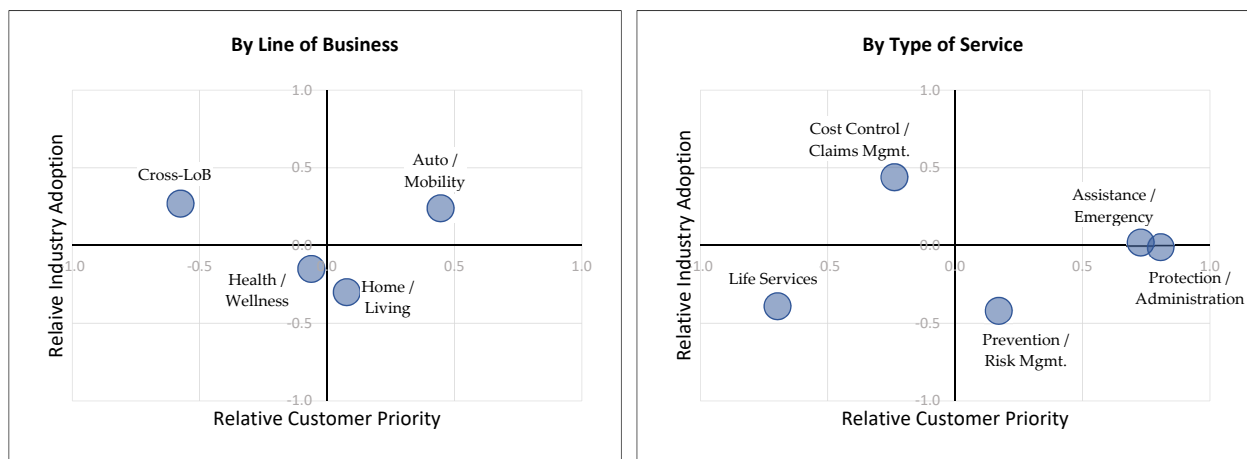 By Line of Business
1.0
Auto /
Mobility
0.5
Cross-LoB
1.0
-0.5
0.0
0.5
1.0
Health /
Wellness
Home /
Living
-0.5
-1.0
Relaive Industry Adoption
Relative Customer Priority
By Type of Service
1.0
Cost Control /
Claims Mgmt.
0.5
Assistance /
Emergency
1.0
0.5
0.0
0.5
1.0
Life Services
Protection /
Administration
-0.5
Prevention /
Risk Mgmt.
-1.0
Relative Industry Adoption
Relative Customer Priority